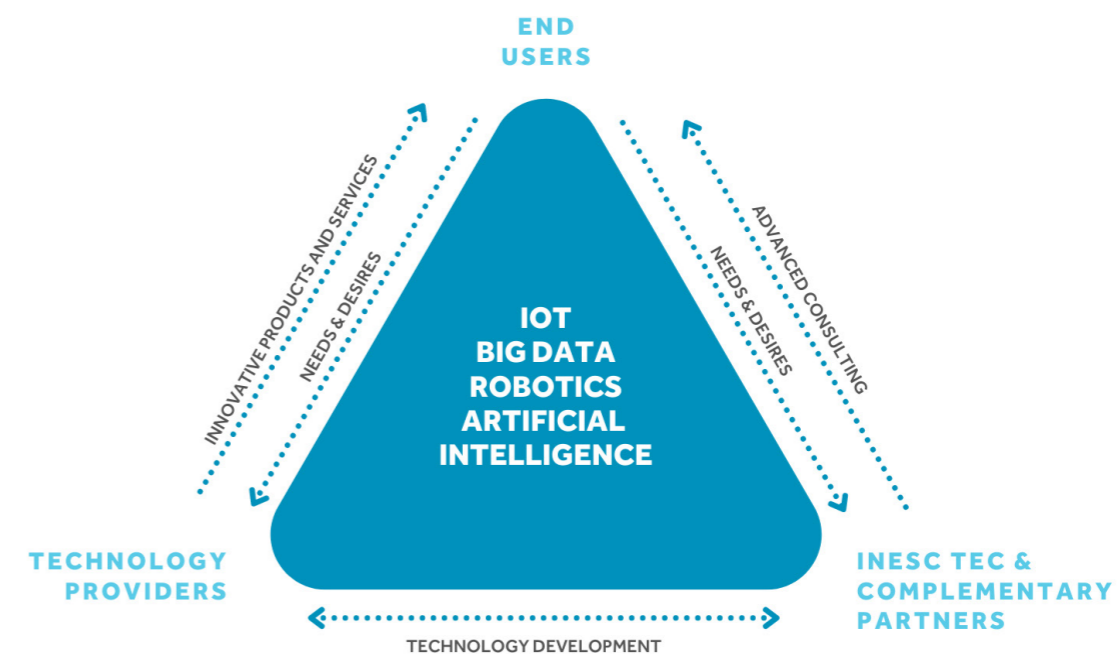 END
USERS
INNOVATIVE PRODUCTS AND SERVICES
NEEDS & DESIRES
NEEDS & DESIRES
ADVANCED CONSULTING
IOT
BIG DATA
ROBOTICS
ARTIFICIAL
INTELLIGENCE
TECHNOLOGY
PROVIDERS
INESC TEC &
COMPLEMENTARY
PARTNERS
TECHNOLOGY DEVELOPMENT